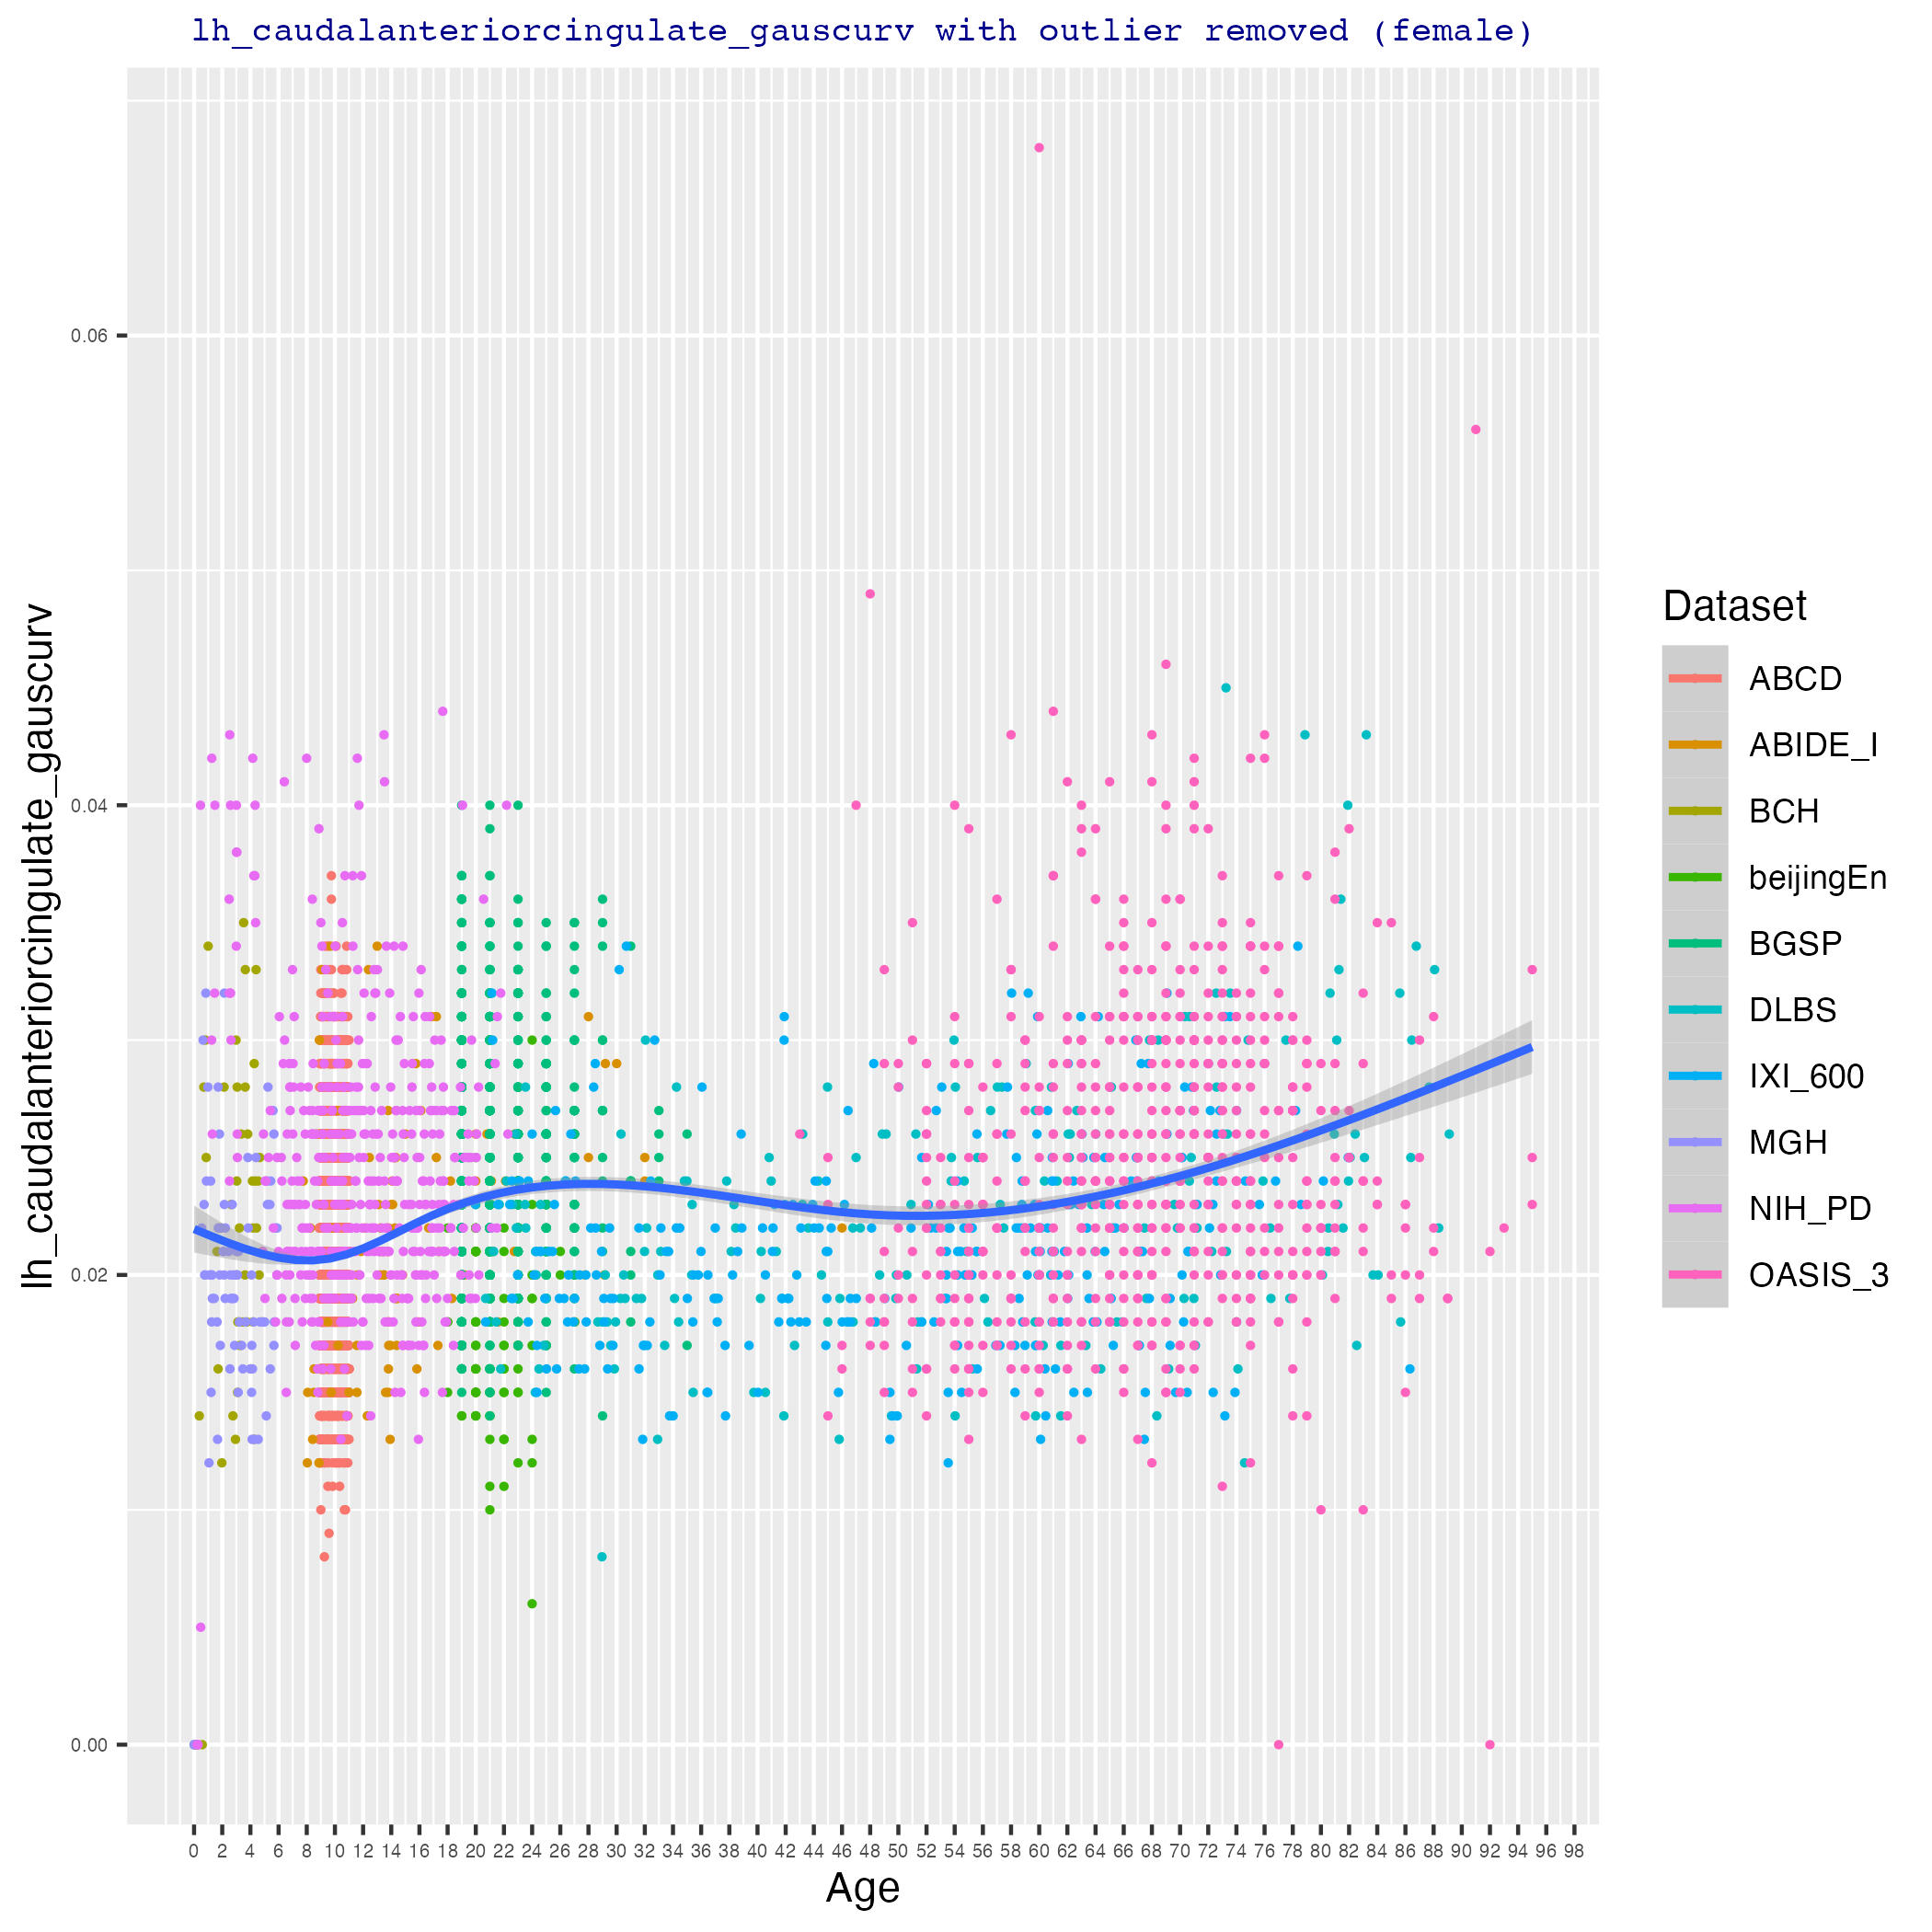 lh_caudalanteriorcingulate_gauscurv with outlier removed (female)
lh_caudalanteriorcingulate_gauscurv
0.06
0.04
0.02
0.00
0 2 4 6 8 10 12 14 16 18 20 22 24 26 28 30 32 34 36 38 40 42 44 46 48 50 52 54 56 58 60 62 64 66 68 70 72 74 76 78 80 82 84 86 88 90 92 94 96 98
Age
Dataset
ABCD
ABIDE_I
BCH
beijingEn
BGSP
DLBS
IXI_600
MGH
NIH_PD
OASIS_3